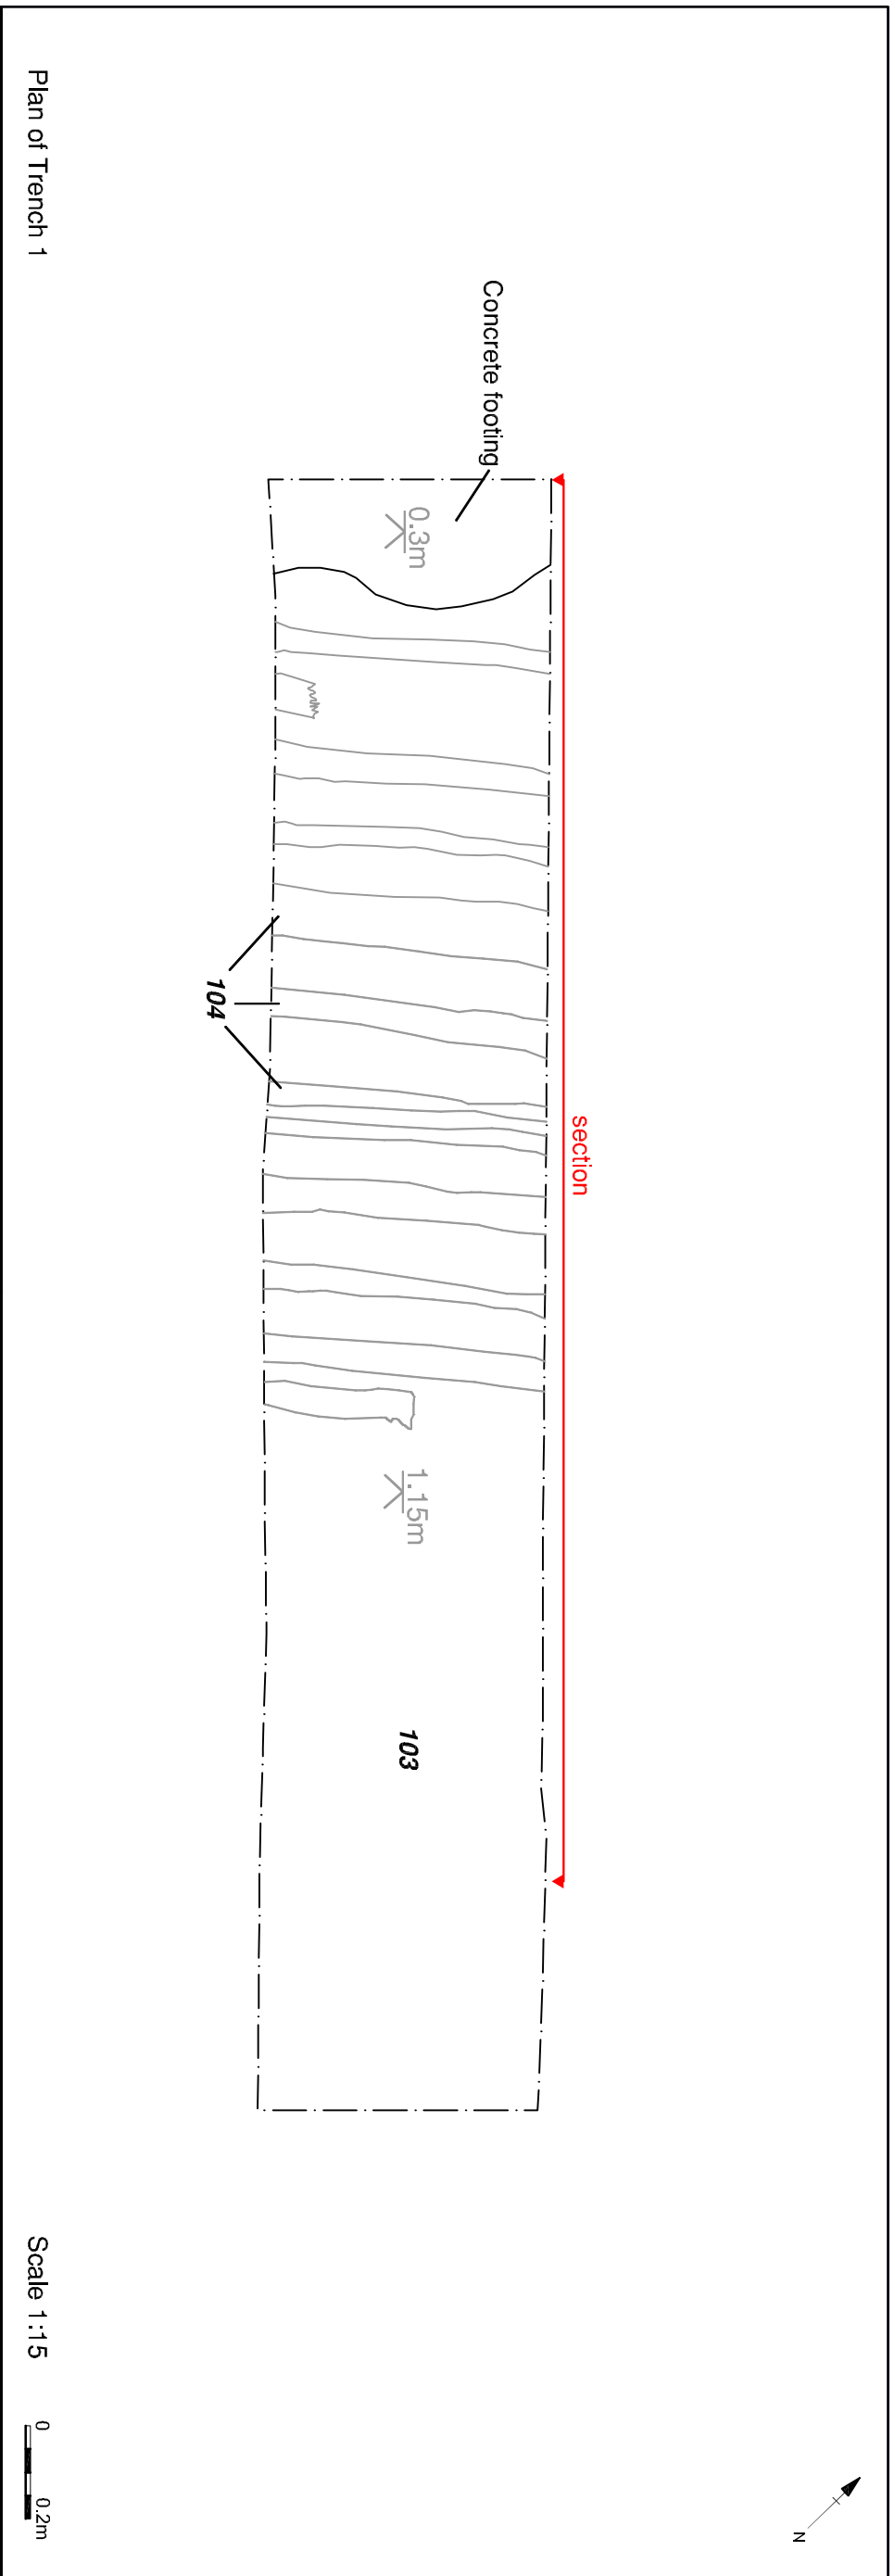 Plan of Trench 1
Concrete footing
0.3m
section
104
1.15m
103
Scale 1:15
0
0.2m
N